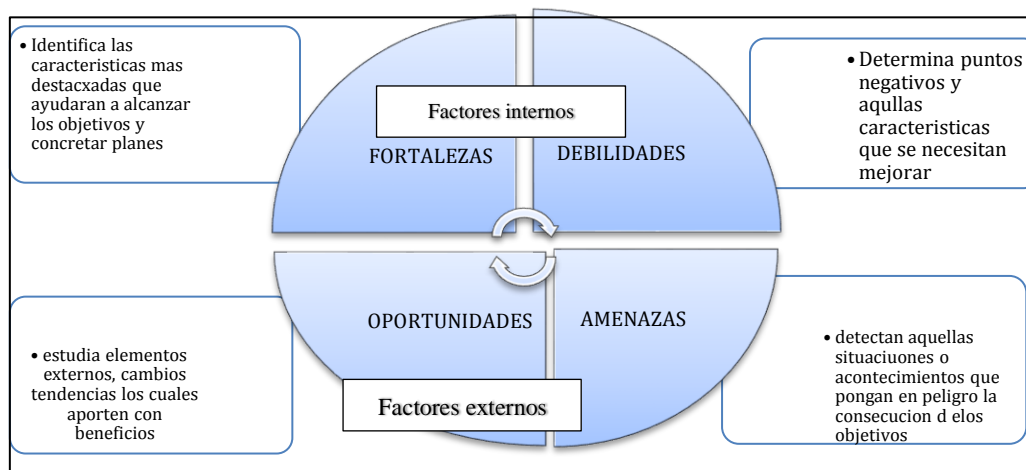 • Identifica las
caracteristicas mas
destacxadas que
ayudaran a alcanzar
los objetivos y
concretar planes
Factores internos
FORTALEZAS
DEBILIDADES
• Determina puntos
negativos y
aqullas
caracteristicas
que se necesitan
mejorar
• estudia elementos
externos, cambios
tendencias los cuales
aporten con
beneficios
OPORTUNIDADES
AMENAZAS
Factores externos
• detectan aquellas
situaciuones o
acontecimientos que
pongan en peligro la
consecucion d elos
objetivos